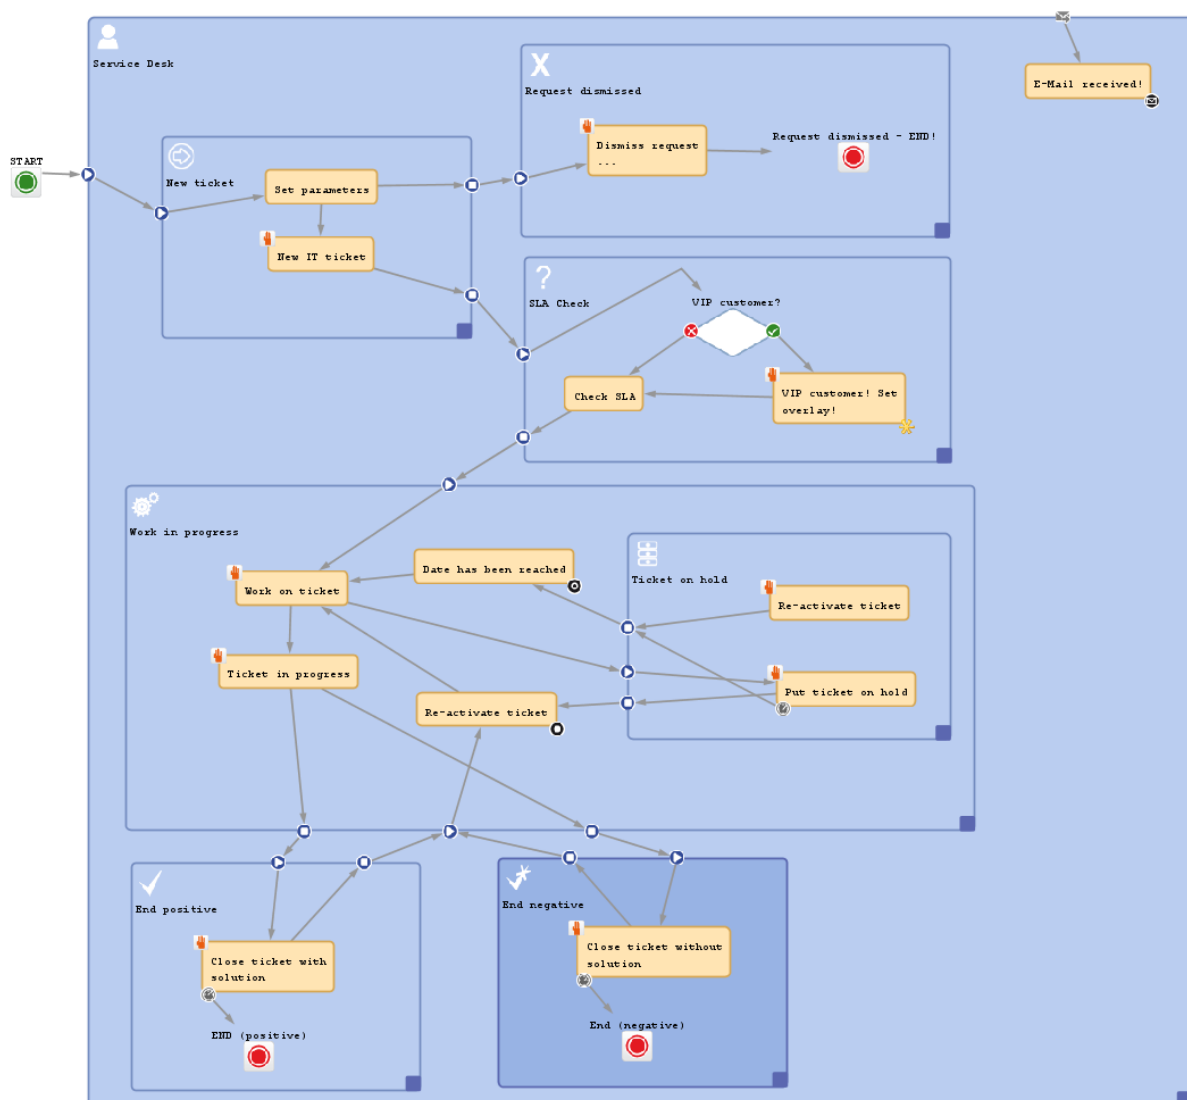 Service Desk
E-Mail received!
Request dismissed
Request dismissed - END!
Dismiss request
...
START
New ticket
Set parameters
New IT ticket
SLA Check
VIP customer?
Check SLA
VIP customer! Set
overlay!
Work in progress
Date has been reached
Ticket on hold
Work on ticket
Re-activate ticket
Ticket in progress
Put ticket on hold
Re-activate ticket
End positive
End negative
Close ticket with
solution
Close ticket without
solution
END (positive)
End (negative)